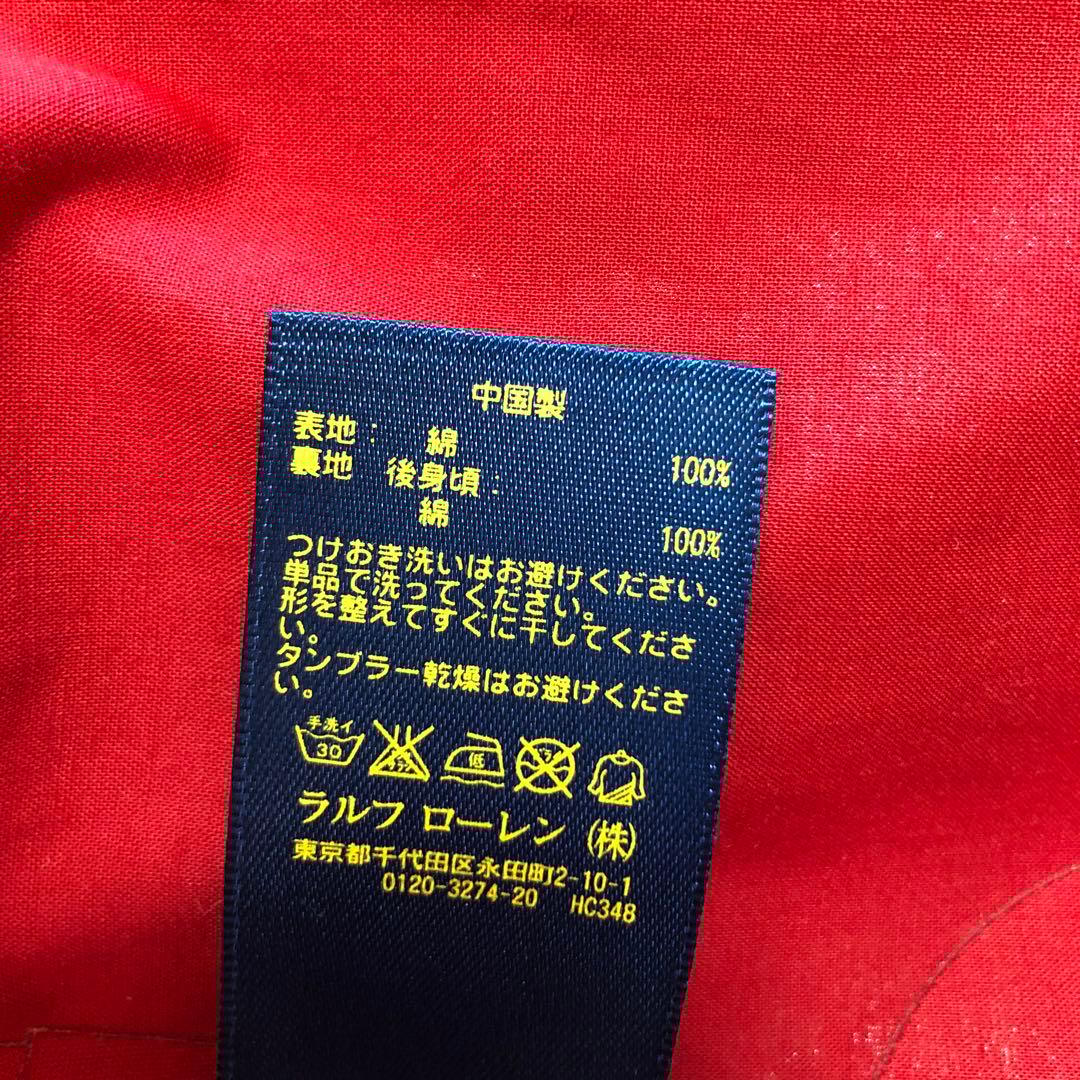 中国製
表地: 綿 100%
裏地 後身頃:
綿 100%
つけおき洗いはお避けください。
単品で洗ってください。
形を整えてすぐに干してくださ
い。
タンブラー乾燥はお避けくださ
い。
手洗イ
30
低
ラルフ ローレン (株)
東京都千代田区永田町2-10-1
0120-3274-20 HC348